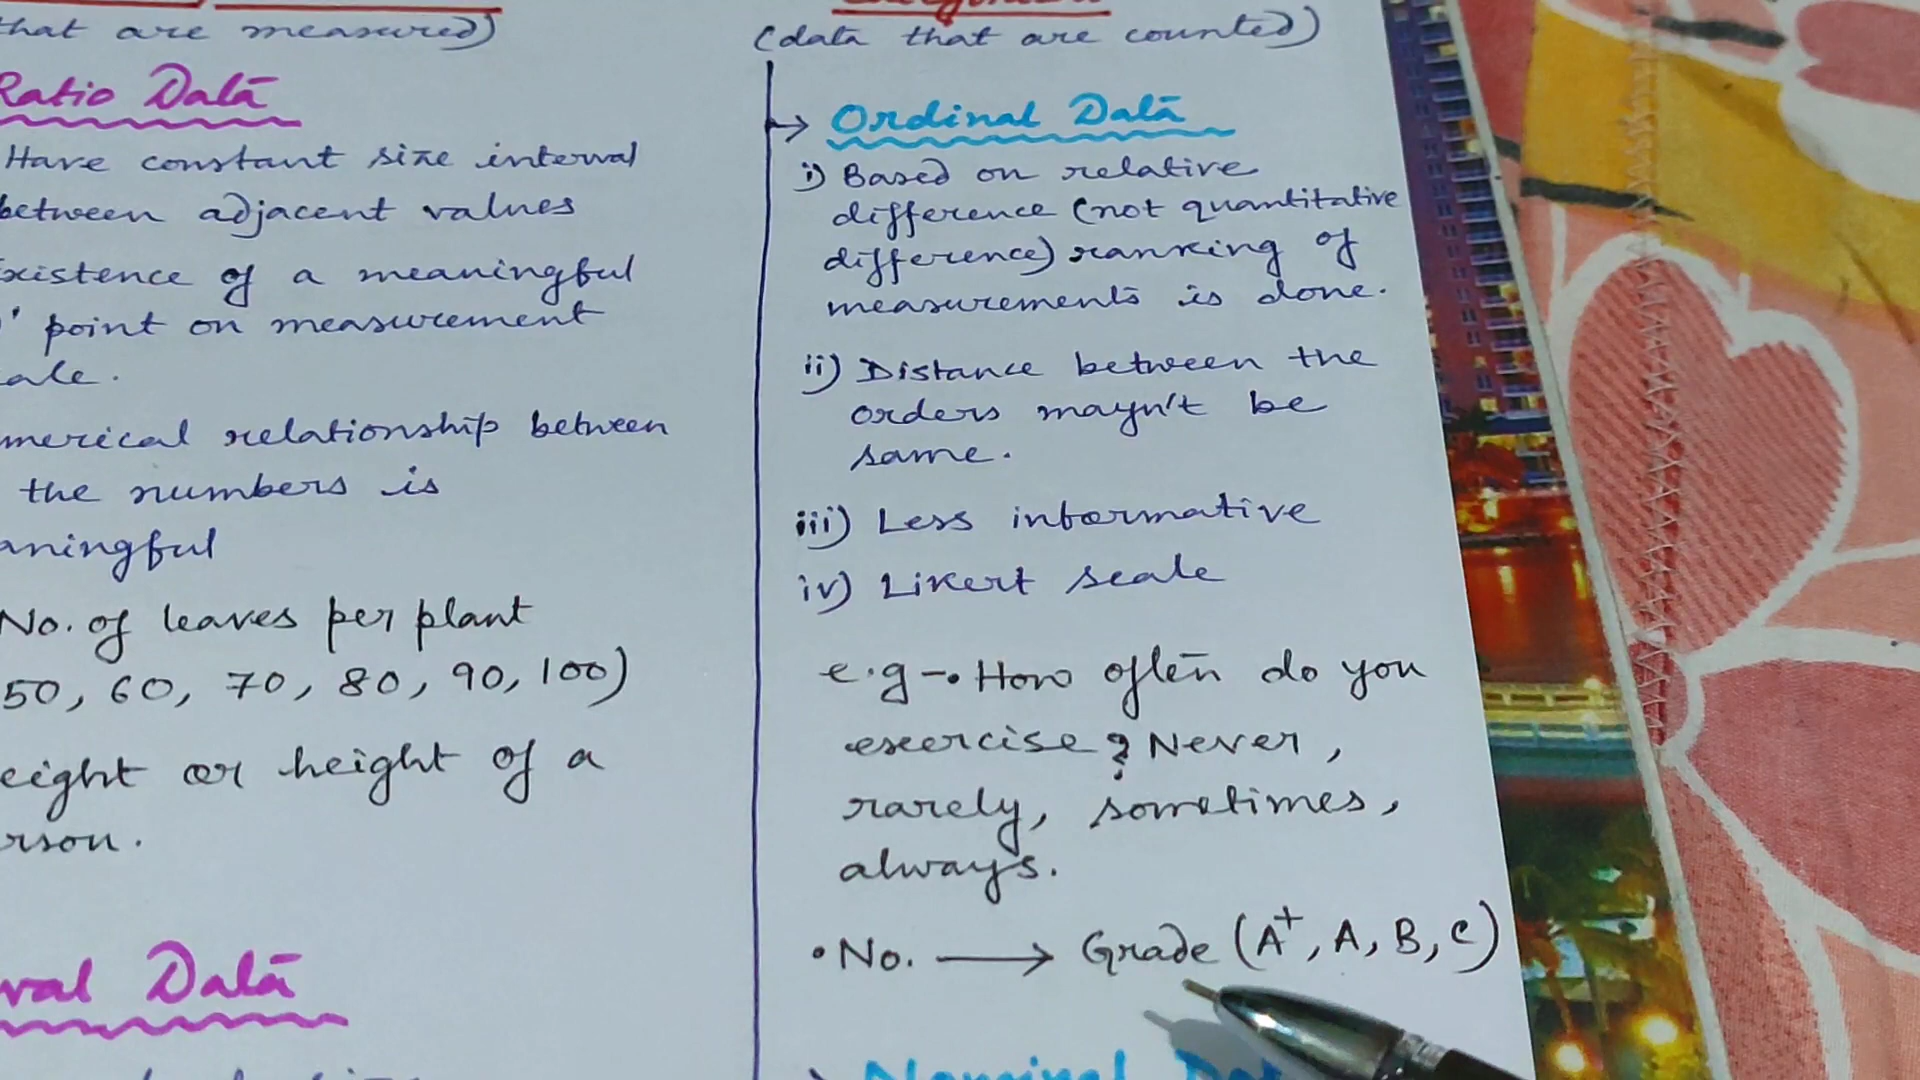 that are measured)
Ratio Data
Have constant size interval
between adjacent values
existence of a meaningful
point on measurement
merical relationship between
the numbers is
aningful
No. of leaves per plant
50, 60, 70, 80, 90, 100)
eight or height of a
rson.
val Data
(data that are counted)
→ Ordinal Data
i) Based on relative
difference (not quantitative
difference) ranking of
measurements is done.
ii) Distance between the
orders mayn't be
same.
iii) Less informative
iv) Likert scale
e.g -• How often do you
exercise? Never,
rarely, sometimes,
always.
• No. → Grade (A+, A, B, C)
Nominal Dat